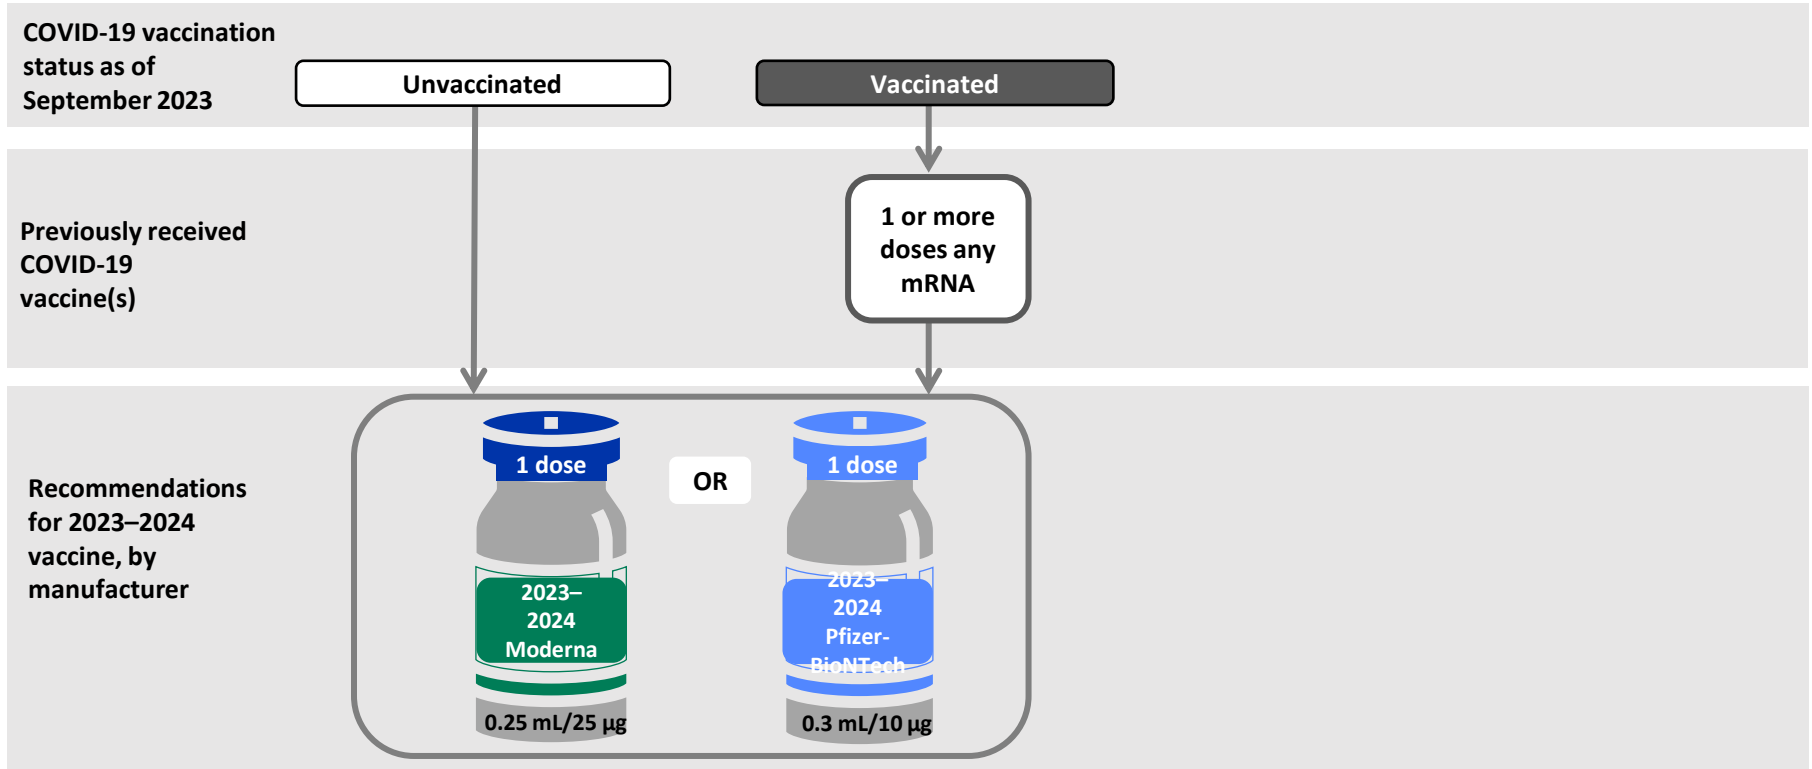 COVID-19 vaccination
status as of
September 2023
Unvaccinated
Vaccinated
Previously received
COVID-19
vaccine(s)
1 or more
doses any
mRNA
Recommendations
for 2023–2024
vaccine, by
manufacturer
1 dose
2023–
2024
Moderna
0.25 mL/25 µg
OR
1 dose
2023–
2024
Pfizer-
BioNTech
0.3 mL/10 µg